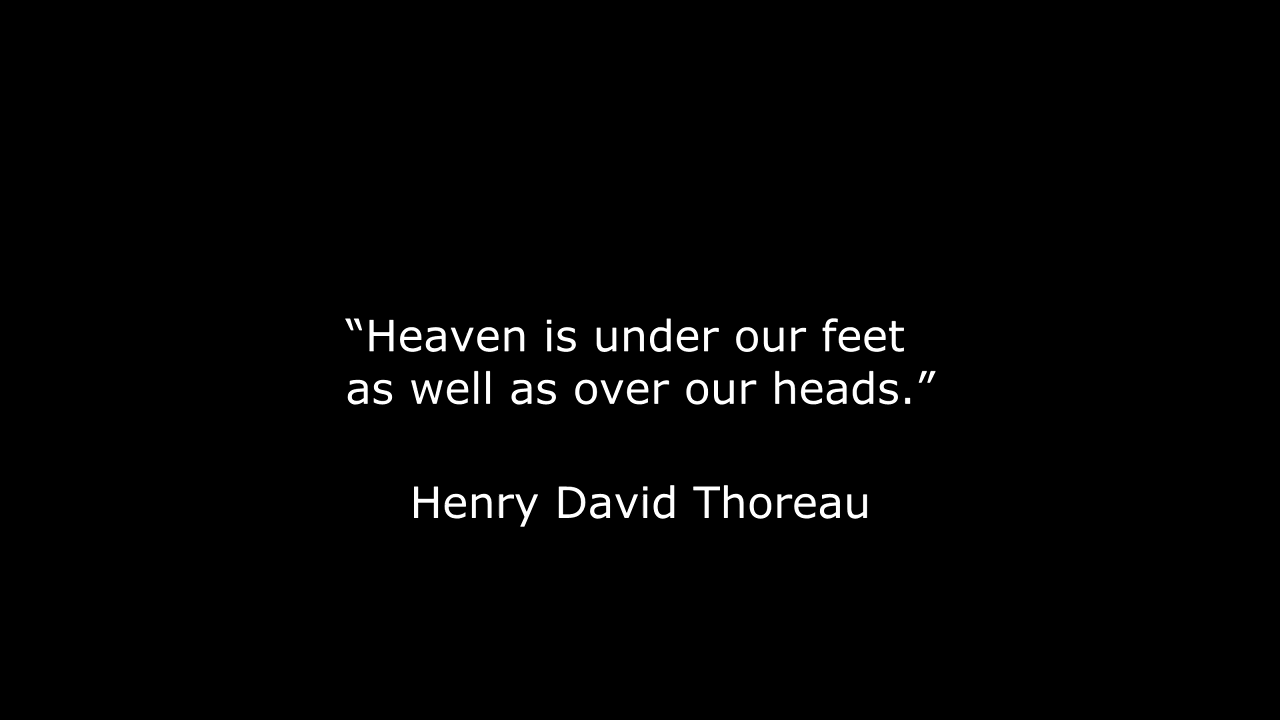 “Heaven is under our feet
as well as over our heads.”
Henry David Thoreau